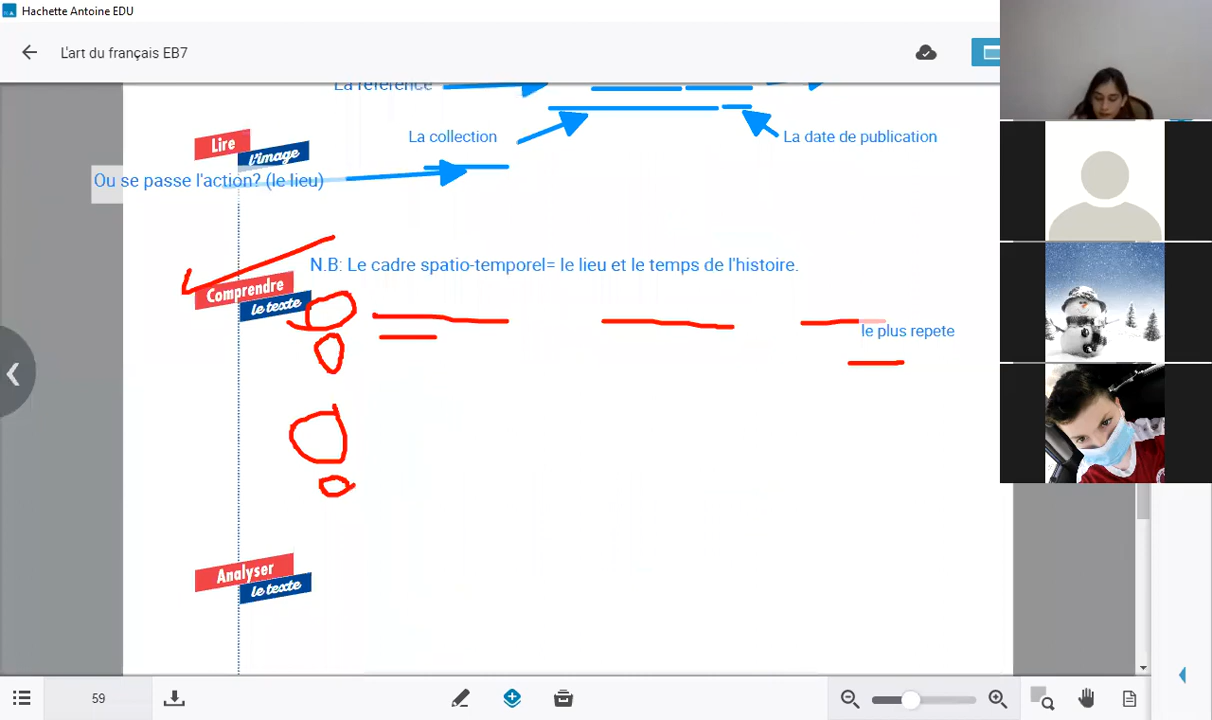 Hachette Antoine EDU
L'art du français EB7
La référence
La collection
La date de publication
Lire
l'image
Ou se passe l'action? (le lieu)
N.B: Le cadre spatio-temporel= le lieu et le temps de l'histoire.
Comprendre
le texte
le plus repete
Analyser
le texte
59